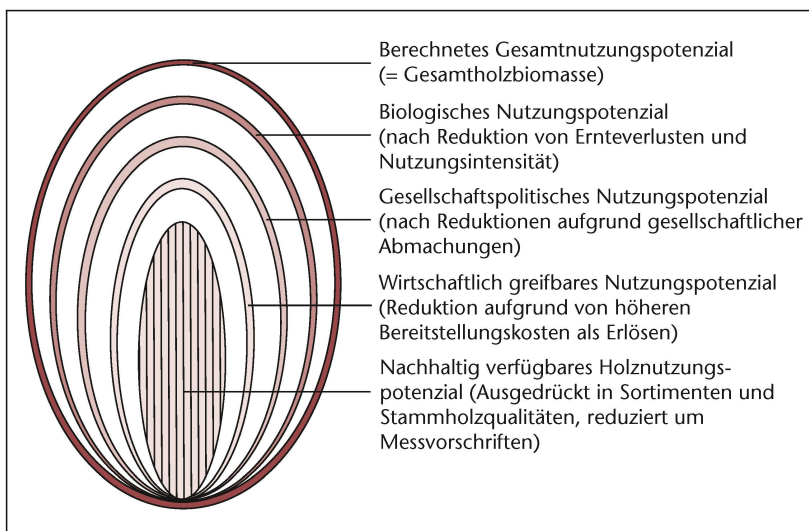 Berechnetes Gesamtnutzungspotenzial
(= Gesamtholzbiomasse)
Biologisches Nutzungspotenzial
(nach Reduktion von Ernteverlusten und
Nutzungsintensität)
Gesellschaftspolitisches Nutzungspotenzial
(nach Reduktionen aufgrund gesellschaftlicher
Abmachungen)
Wirtschaftlich greifbares Nutzungspotenzial
(Reduktion aufgrund von höheren
Bereitstellungskosten als Erlösen)
Nachhaltig verfügbares Holznutzungs-
potenzial (Ausgedrückt in Sortimenten und
Stammholzqualitäten, reduziert um
Messvorschriften)